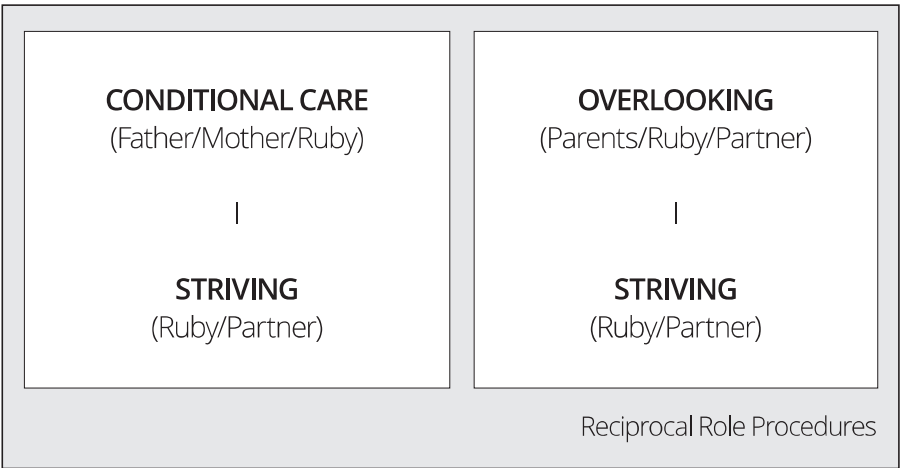 CONDITIONAL CARE
(Father/Mother/Ruby)
STRIVING
(Ruby/Partner)
OVERLOOKING
(Parents/Ruby/Partner)
STRIVING
(Ruby/Partner)
Reciprocal Role Procedures